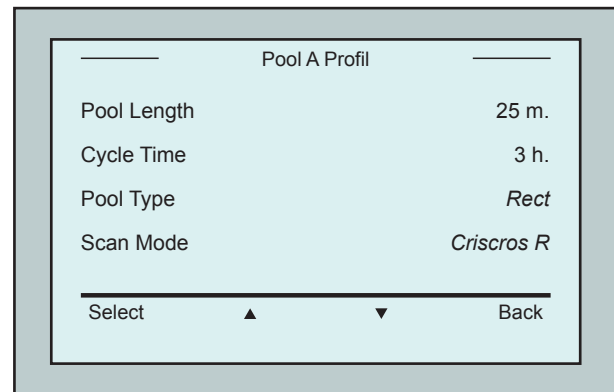 Pool A Profil
Pool Length 25 m.
Cycle Time 3 h.
Pool Type Rect
Scan Mode Criscros R
Select ▲ ▼ Back